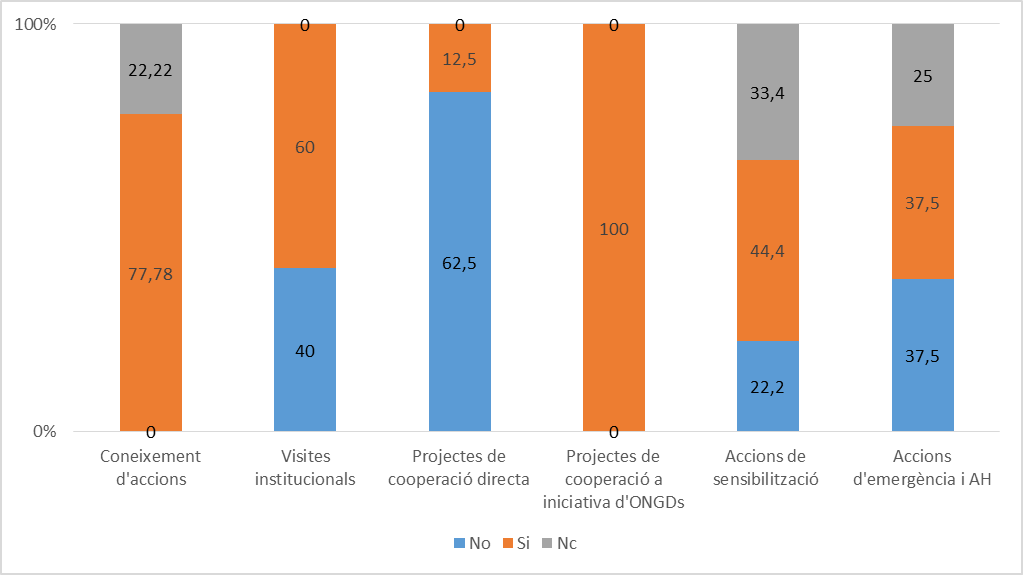 100%
0 0 0
22,22 12,5 33,4 25
60
37,5
77,78 62,5 100 44,4
40 22,2 37,5
0% 0 0
Coneixement Visites Projectes de Projectes de Accions de Accions
d'accions institucionals cooperació directa cooperació a sensibilització d'emergència i AH
iniciativa d'ONGDs
No Si Nc